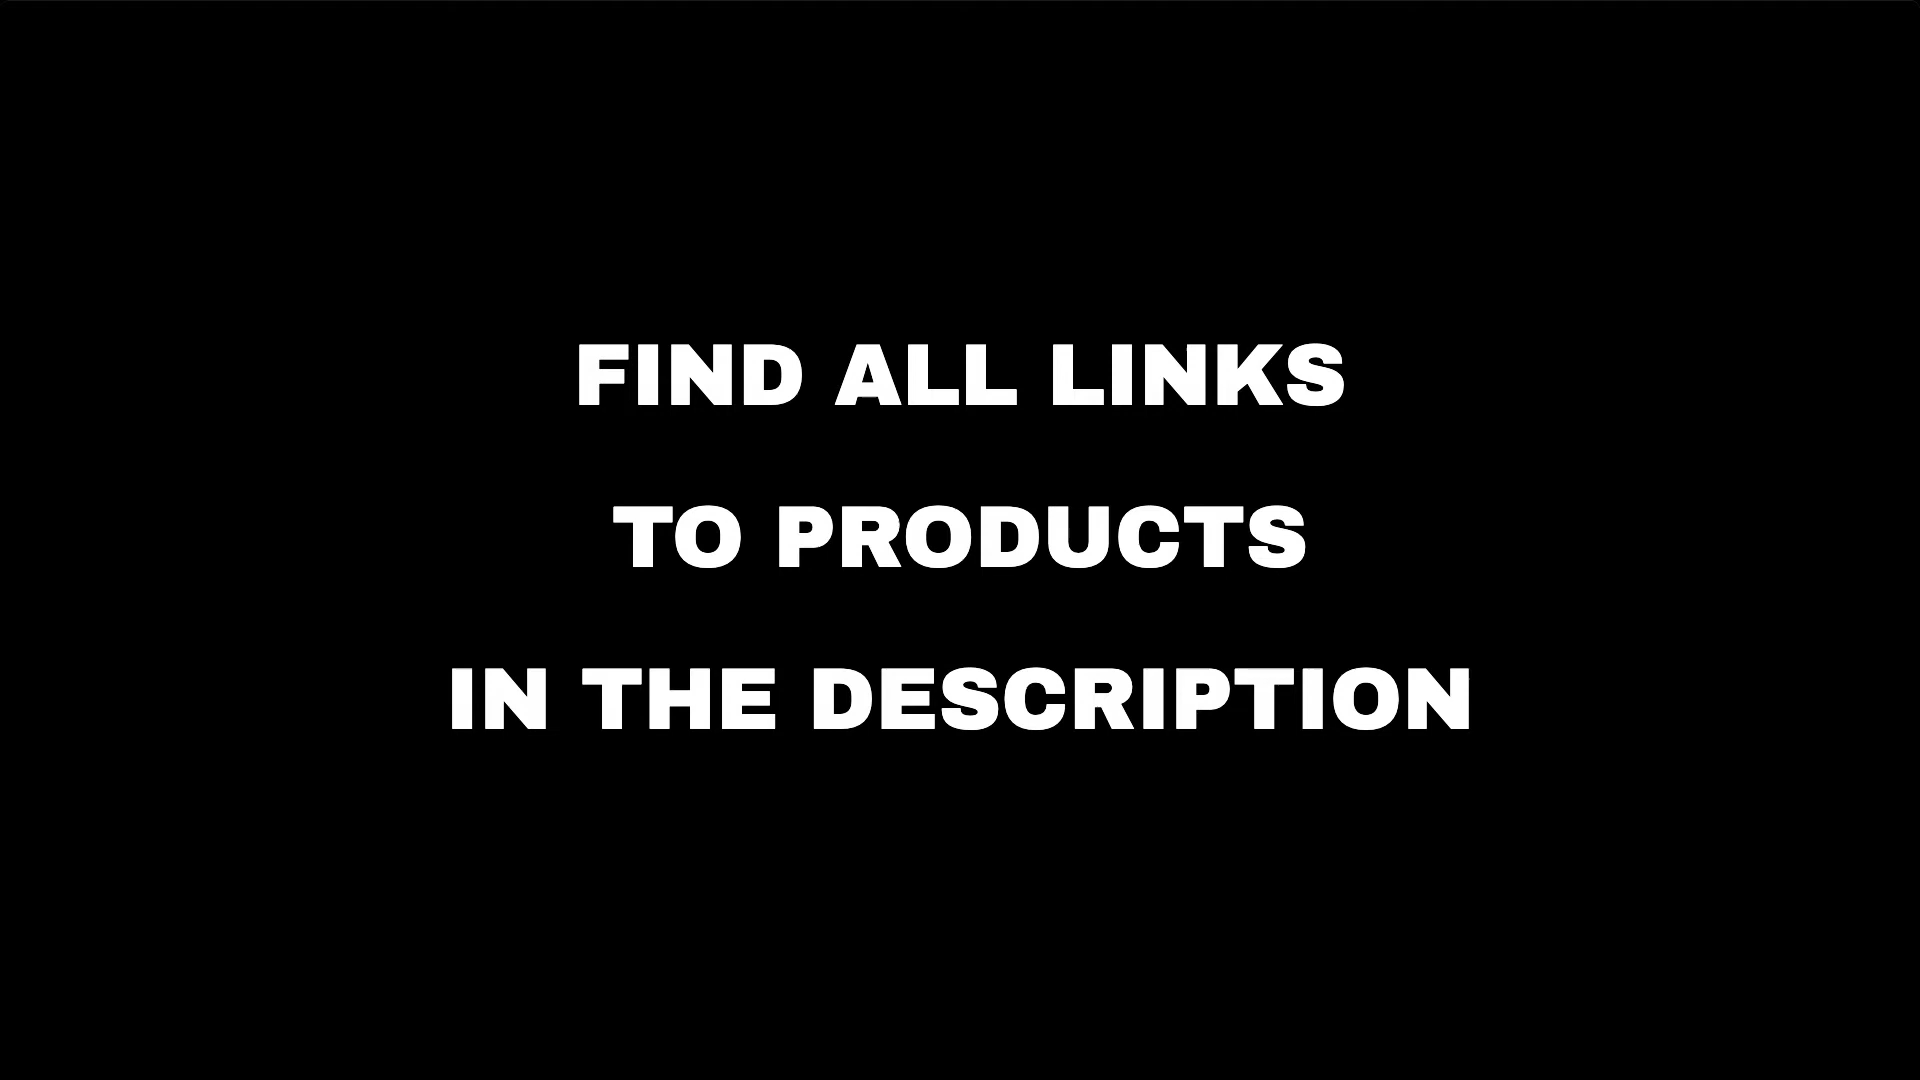 FIND ALL LINKS
TO PRODUCTS
IN THE DESCRIPTION